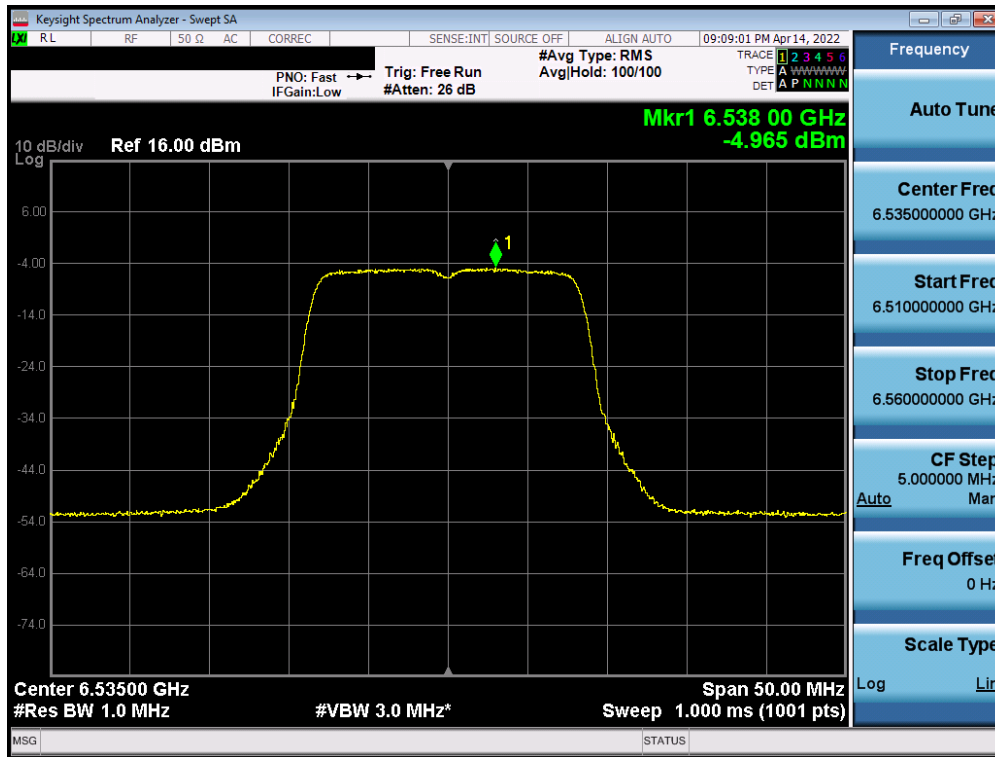 Keysight Spectrum Analyzer - Swept SA
LXI RL RF 50 Ω AC CORREC SENSE:INT SOURCE OFF ALIGN AUTO 09:09:01 PM Apr 14, 2022
PNO: Fast
IFGain:Low
Trig: Free Run
#Atten: 26 dB
#Avg Type: RMS
Avg|Hold: 100/100
TRACE 1 2 3 4 5 6
TYPE A WWWWW
DET A P N N N N
Mkr1 6.538 00 GHz
-4.965 dBm
10 dB/div Ref 16.00 dBm
Log
6.00
-4.00
-14.0
-24.0
-34.0
-44.0
-54.0
-64.0
-74.0
1
Center 6.53500 GHz Span 50.00 MHz
#Res BW 1.0 MHz #VBW 3.0 MHz* Sweep 1.000 ms (1001 pts)
MSG STATUS
Frequency
Auto Tune
Center Freq
6.535000000 GHz
Start Freq
6.510000000 GHz
Stop Freq
6.560000000 GHz
CF Step
5.000000 MHz
Auto Man
Freq Offset
0 Hz
Scale Type
Log Lin